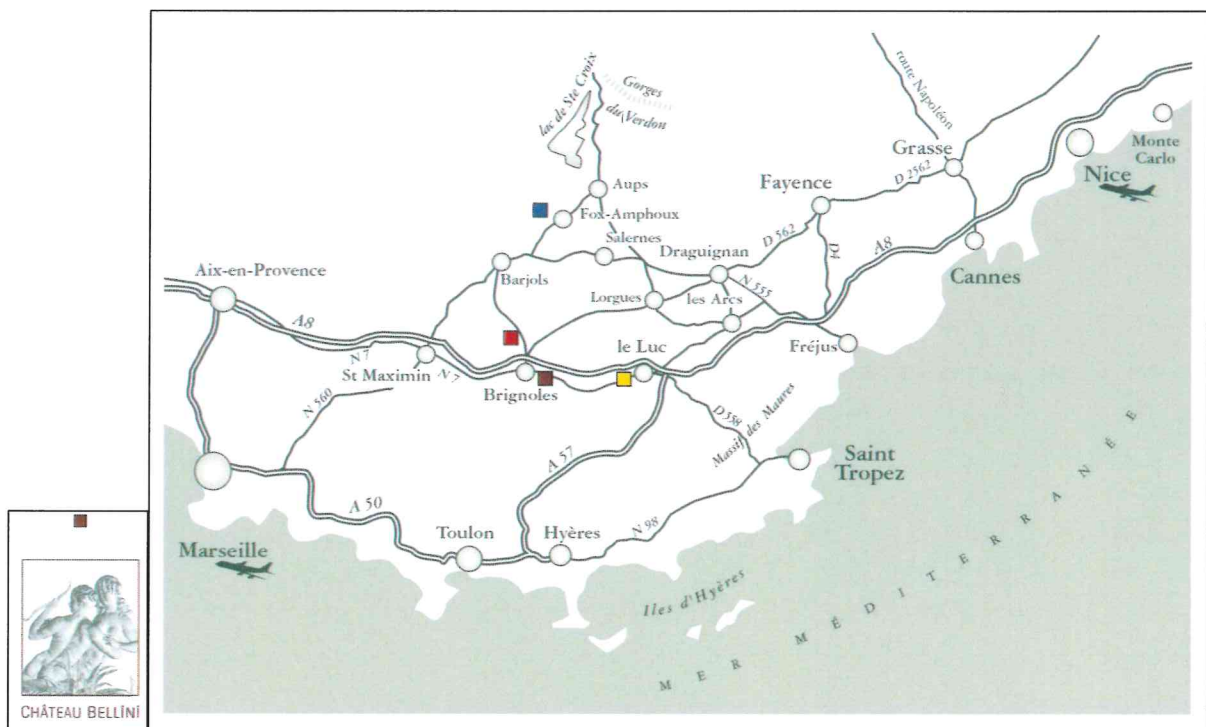 lac de Ste Croix
Gorges
du Verdon
route Napoléon
Monte
Carlo
Grasse
Nice
D 2562
Aups
Fayence
Fox-Amphoux
Salernes
D 562
Draguignan
D4
A8
Cannes
Aix-en-Provence
Barjols
N 555
Lorgues
les Arcs
A8
N 7
St Maximin
N 7
le Luc
Fréjus
Brignoles
N 560
D 558
Massif des Maures
Saint
Tropez
A 57
A 50
Toulon
Hyères
N 98
Marseille
Iles d'Hyères
MER MÉDITERRANÉE
CHÂTEAU BELLINI